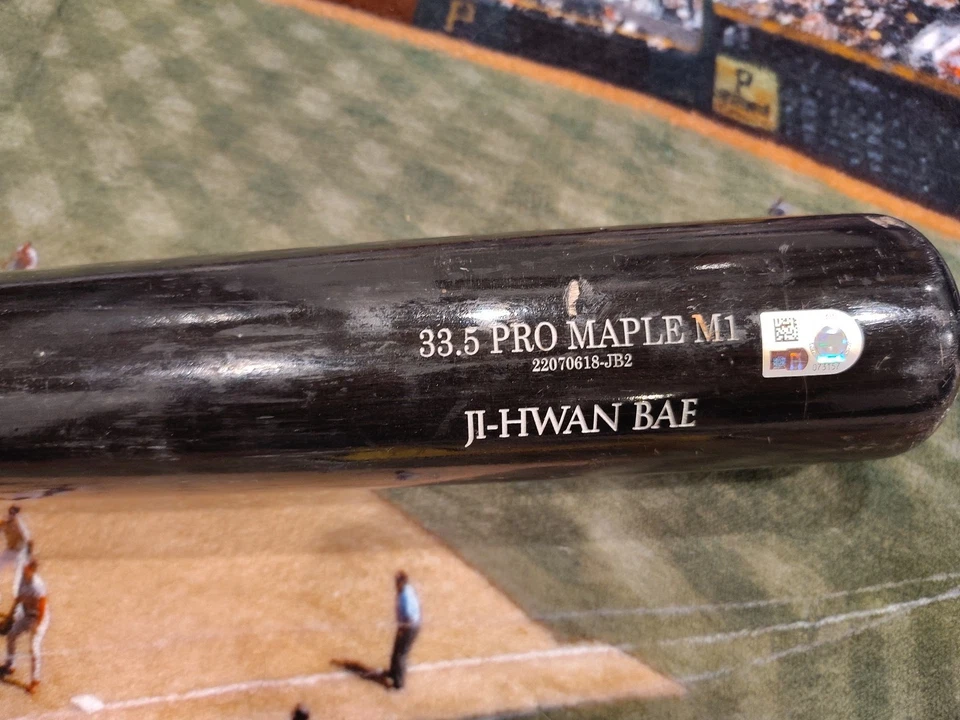 P
P
33.5 PRO MAPLE M1
22070618-JB2
JI-HWAN BAE